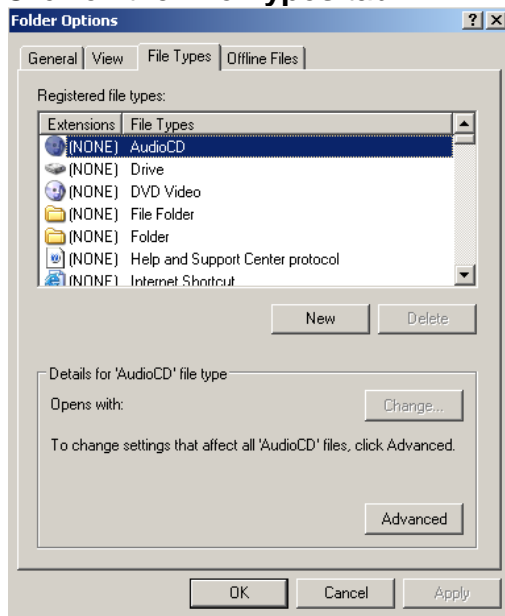 Folder Options
General View File Types Offline Files
Registered file types:
Extensions File Types
(NONE) AudioCD
(NONE) Drive
(NONE) DVD Video
(NONE) File Folder
(NONE) Folder
(NONE) Help and Support Center protocol
(NONE) Internet Shortcut
New Delete
Details for 'AudioCD' file type
Opens with: Change...
To change settings that affect all 'AudioCD' files, click Advanced.
Advanced
OK Cancel Apply